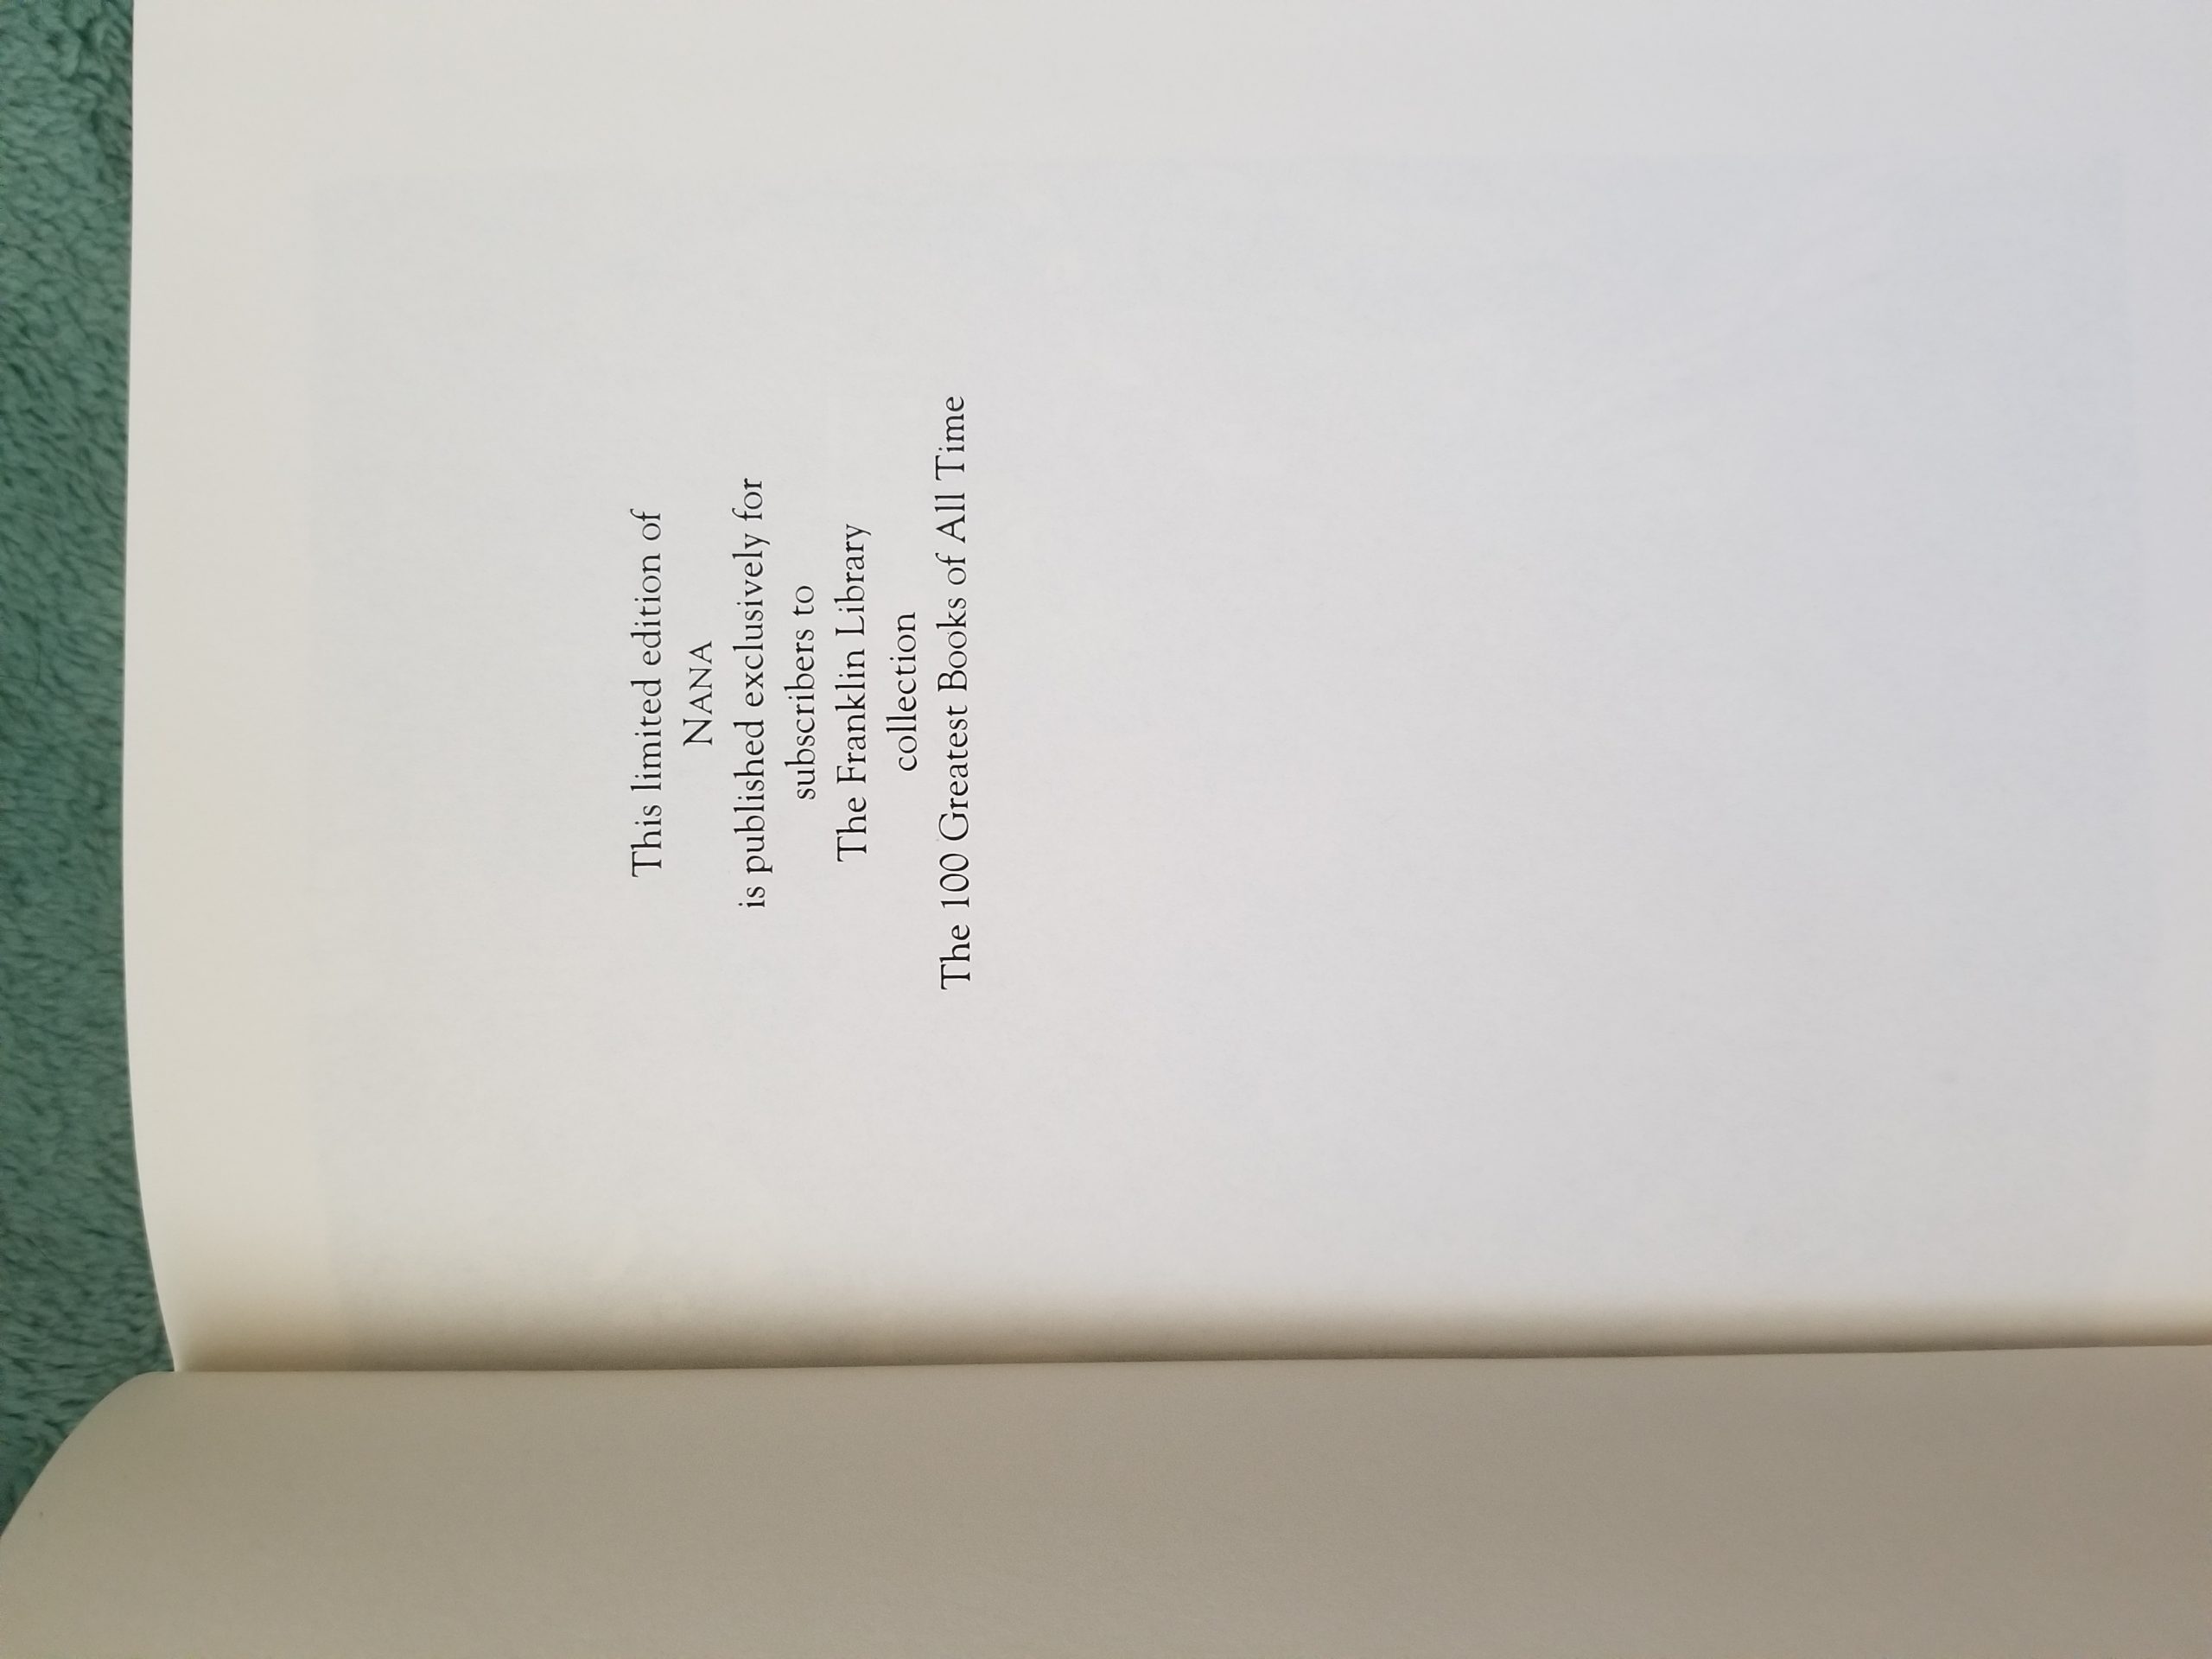 This limited edition of
NANA
is published exclusively for
subscribers to
The Franklin Library
collection
The 100 Greatest Books of All Time